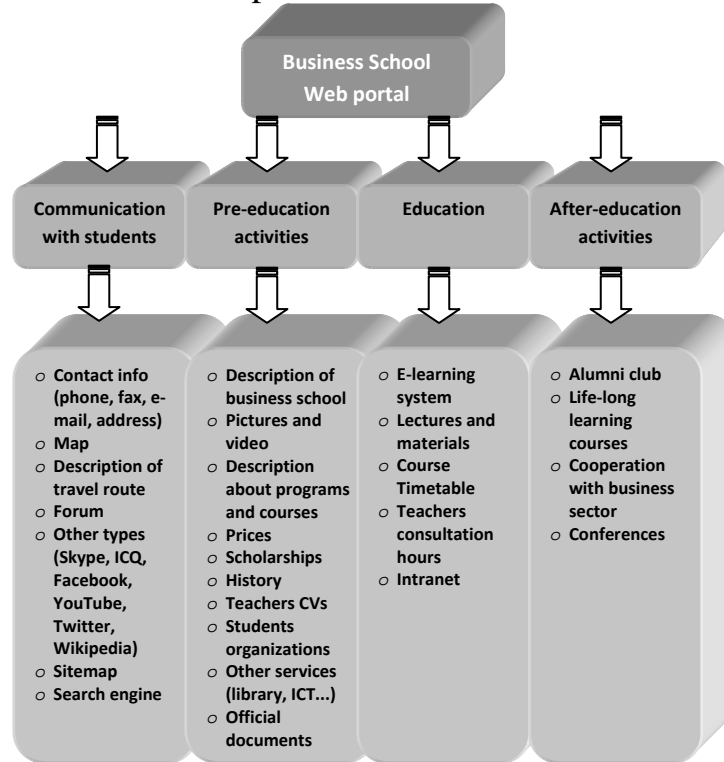 Business School
Web portal
Communication
with students
Pre-education
activities
Education
After-education
activities
o Contact info
(phone, fax, e-
mail, address)
o Map
o Description of
travel route
o Forum
o Other types
(Skype, ICQ,
Facebook,
YouTube,
Twitter,
Wikipedia)
o Sitemap
o Search engine
o Description of
business school
o Pictures and
video
o Description
about programs
and courses
o Prices
o Scholarships
o History
o Teachers CVs
o Students
organizations
o Other services
(library, ICT...)
o Official
documents
o E-learning
system
o Lectures and
materials
o Course
Timetable
o Teachers
consultation
hours
o Intranet
o Alumni club
o Life-long
learning
courses
o Cooperation
with business
sector
o Conferences